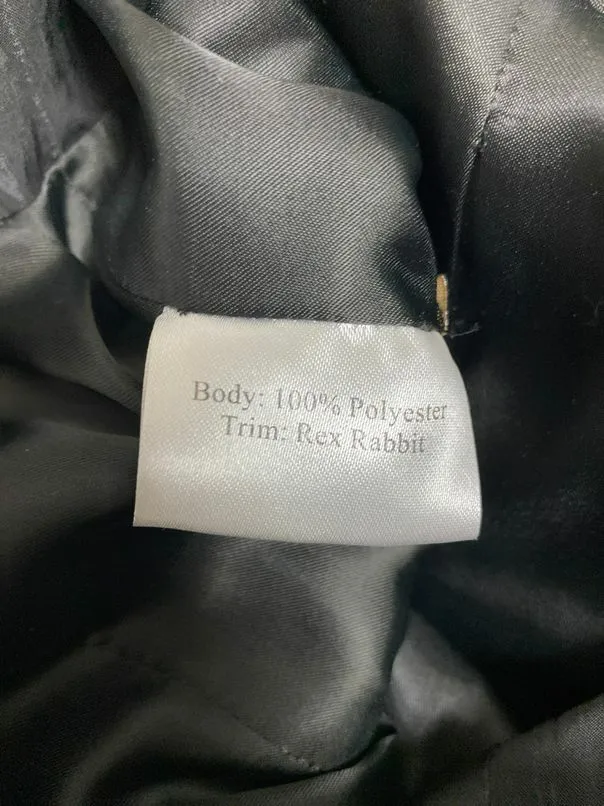 Body: 100% Polyester
Trim: Rex Rabbit